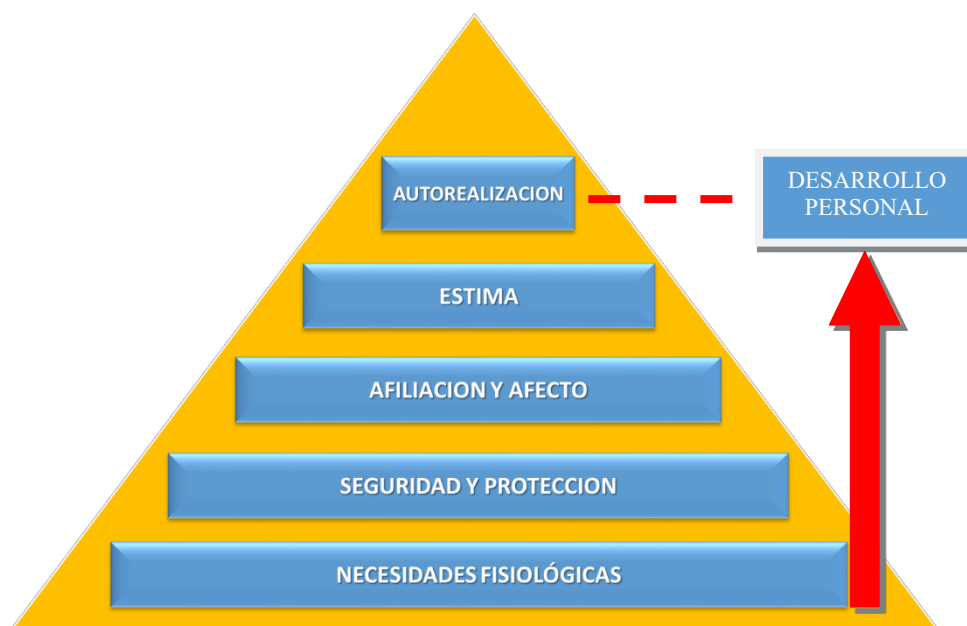 AUTOREALIZACION
DESARROLLO
PERSONAL
ESTIMA
AFILIACION Y AFECTO
SEGURIDAD Y PROTECCION
NECESIDADES FISIOLÓGICAS